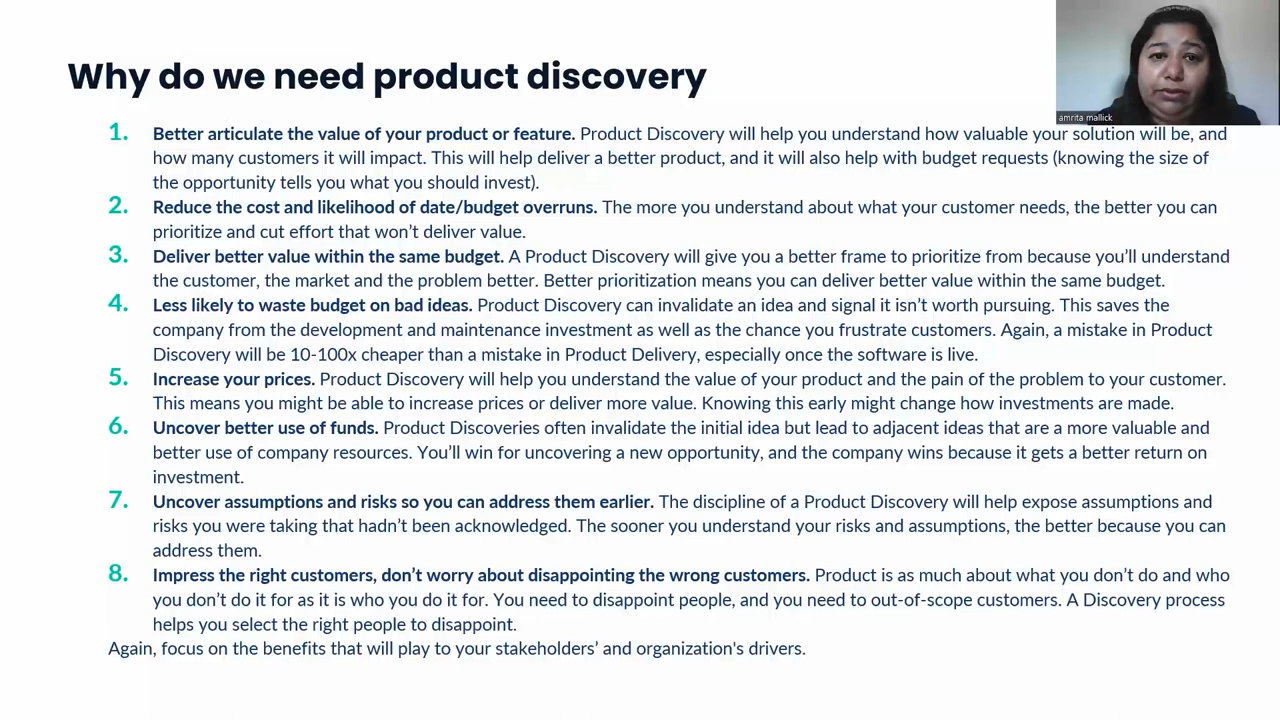 Why do we need product discovery
amrita mallick
1. Better articulate the value of your product or feature. Product Discovery will help you understand how valuable your solution will be, and
how many customers it will impact. This will help deliver a better product, and it will also help with budget requests (knowing the size of
the opportunity tells you what you should invest).
2. Reduce the cost and likelihood of date/budget overruns. The more you understand about what your customer needs, the better you can
prioritize and cut effort that won’t deliver value.
3. Deliver better value within the same budget. A Product Discovery will give you a better frame to prioritize from because you’ll understand
the customer, the market and the problem better. Better prioritization means you can deliver better value within the same budget.
4. Less likely to waste budget on bad ideas. Product Discovery can invalidate an idea and signal it isn’t worth pursuing. This saves the
company from the development and maintenance investment as well as the chance you frustrate customers. Again, a mistake in Product
Discovery will be 10-100x cheaper than a mistake in Product Delivery, especially once the software is live.
5. Increase your prices. Product Discovery will help you understand the value of your product and the pain of the problem to your customer.
This means you might be able to increase prices or deliver more value. Knowing this early might change how investments are made.
6. Uncover better use of funds. Product Discoveries often invalidate the initial idea but lead to adjacent ideas that are a more valuable and
better use of company resources. You’ll win for uncovering a new opportunity, and the company wins because it gets a better return on
investment.
7. Uncover assumptions and risks so you can address them earlier. The discipline of a Product Discovery will help expose assumptions and
risks you were taking that hadn’t been acknowledged. The sooner you understand your risks and assumptions, the better because you can
address them.
8. Impress the right customers, don’t worry about disappointing the wrong customers. Product is as much about what you don’t do and who
you don’t do it for as it is who you do it for. You need to disappoint people, and you need to out-of-scope customers. A Discovery process
helps you select the right people to disappoint.
Again, focus on the benefits that will play to your stakeholders’ and organization's drivers.